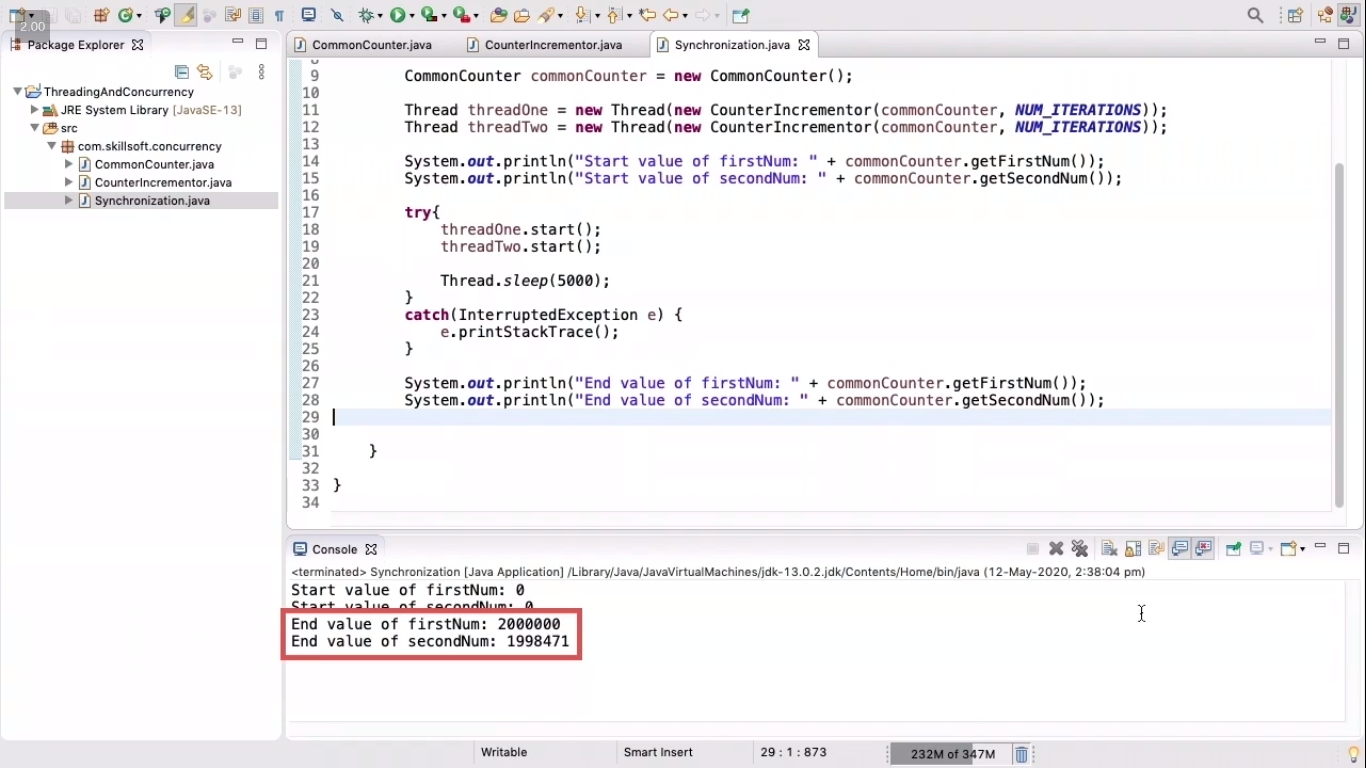 2.00
Package Explorer
ThreadingAndConcurrency
JRE System Library [JavaSE-13]
src
com.skillsoft.concurrency
CommonCounter.java
CounterIncrementor.java
Synchronization.java
CommonCounter.java CounterIncrementor.java Synchronization.java
8
9 CommonCounter commonCounter = new CommonCounter();
10
11 Thread threadOne = new Thread(new CounterIncrementor(commonCounter, NUM_ITERATIONS));
12 Thread threadTwo = new Thread(new CounterIncrementor(commonCounter, NUM_ITERATIONS));
13
14 System.out.println("Start value of firstNum: " + commonCounter.getFirstNum());
15 System.out.println("Start value of secondNum: " + commonCounter.getSecondNum());
16
17 try{
18 threadOne.start();
19 threadTwo.start();
20
21 Thread.sleep(5000);
22 }
23 catch(InterruptedException e) {
24 e.printStackTrace();
25 }
26
27 System.out.println("End value of firstNum: " + commonCounter.getFirstNum());
28 System.out.println("End value of secondNum: " + commonCounter.getSecondNum());
29
30
31 }
32
33 }
34
Console
<terminated> Synchronization [Java Application] /Library/Java/JavaVirtualMachines/jdk-13.0.2.jdk/Contents/Home/bin/java (12-May-2020, 2:38:04 pm)
Start value of firstNum: 0
Start value of secondNum: 0
End value of firstNum: 2000000
End value of secondNum: 1998471
Writable Smart Insert 29 : 1 : 873 232M of 347M